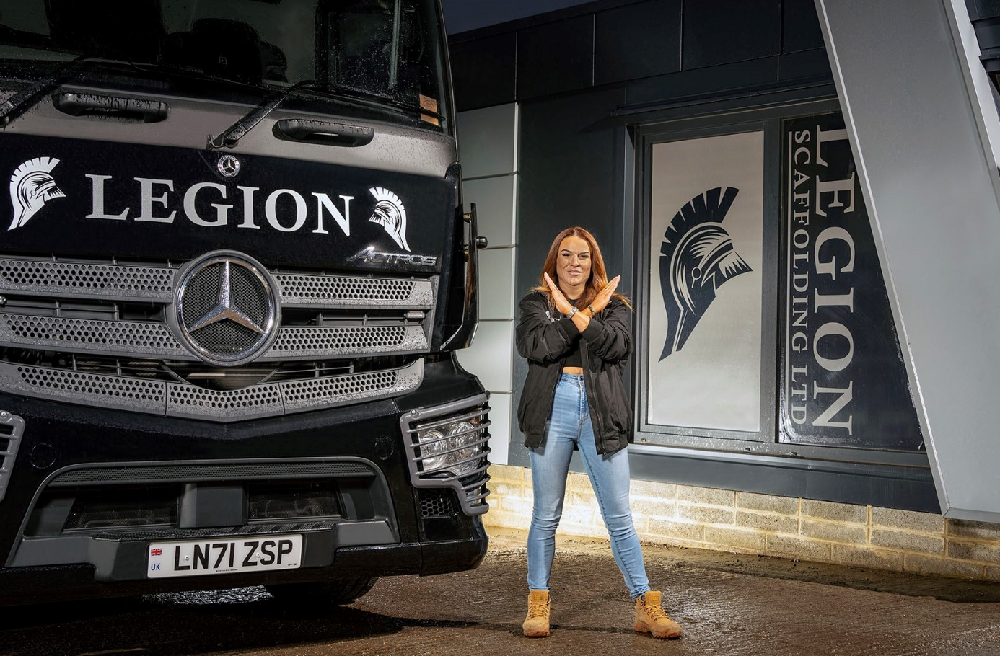 LEGION
ACTROS
UK
LN71 ZSP
LEGION
SCAFFOLDING LTD